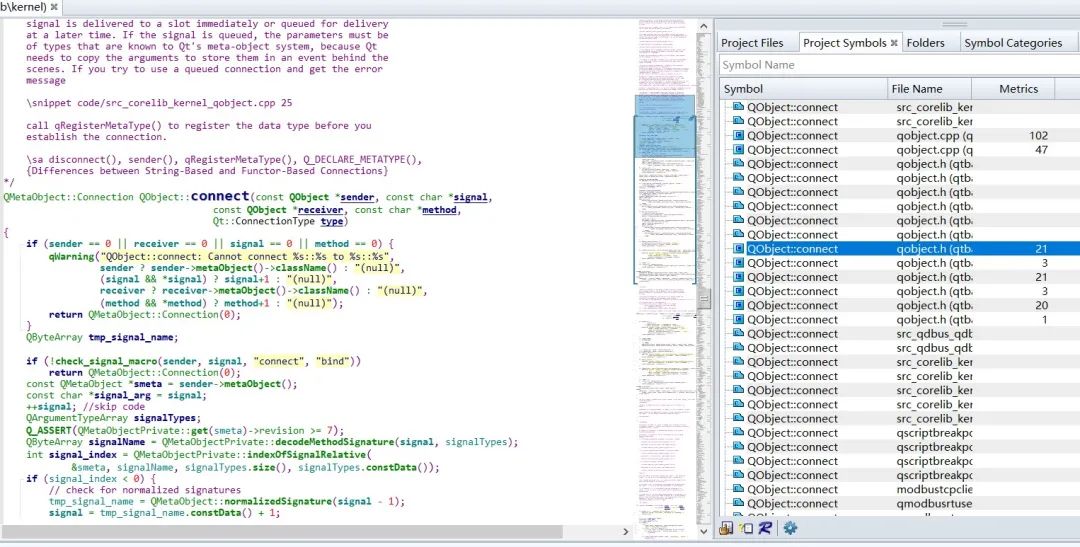 b\kernel)
signal is delivered to a slot immediately or queued for delivery
at a later time. If the signal is queued, the parameters must be
of types that are known to Qt's meta-object system, because Qt
needs to copy the arguments to store them in an event behind the
scenes. If you try to use a queued connection and get the error
message
\snippet code/src_corelib_kernel_qobject.cpp 25
call qRegisterMetaType() to register the data type before you
establish the connection.
\sa disconnect(), sender(), qRegisterMetaType(), Q_DECLARE_METATYPE(),
{Differences between String-Based and Functor-Based Connections}
*/
QMetaObject::Connection QObject::connect(const QObject *sender, const char *signal,
const QObject *receiver, const char *method,
Qt::ConnectionType type)
{
if (sender == 0 || receiver == 0 || signal == 0 || method == 0) {
qWarning("QObject::connect: Cannot connect %s::%s to %s::%s",
sender ? sender->metaObject()->className() : "(null)",
(signal && *signal) ? signal+1 : "(null)",
receiver ? receiver->metaObject()->className() : "(null)",
(method && *method) ? method+1 : "(null)");
return QMetaObject::Connection(0);
}
QByteArray tmp_signal_name;
if (!check_signal_macro(sender, signal, "connect", "bind"))
return QMetaObject::Connection(0);
const QMetaObject *smeta = sender->metaObject();
const char *signal_arg = signal;
++signal; //skip code
QArgumentTypeArray signalTypes;
Q_ASSERT(QMetaObjectPrivate::get(smeta)->revision >= 7);
QByteArray signalName = QMetaObjectPrivate::decodeMethodSignature(signal, signalTypes);
int signal_index = QMetaObjectPrivate::indexOfSignalRelative(
&smeta, signalName, signalTypes.size(), signalTypes.constData());
if (signal_index < 0) {
// check for normalized signatures
tmp_signal_name = QMetaObject::normalizedSignature(signal - 1);
signal = tmp_signal_name.constData() + 1;
Project Files Project Symbols Folders Symbol Categories
Symbol Name
Symbol File Name Metrics
QObject::connect src_corelib_ker
QObject::connect src_corelib_ker
QObject::connect qobject.cpp (q 102
QObject::connect qobject.cpp (q 47
QObject::connect qobject.h (qtb
QObject::connect qobject.h (qtb
QObject::connect qobject.h (qtb
QObject::connect qobject.h (qtb
QObject::connect qobject.h (qtb
QObject::connect qobject.h (qtb
QObject::connect qobject.h (qtb 21
QObject::connect qobject.h (qtb 3
QObject::connect qobject.h (qtb 21
QObject::connect qobject.h (qtb 3
QObject::connect qobject.h (qtb 20
QObject::connect qobject.h (qtb 1
QObject::connect src_qdbus_qdb
QObject::connect src_qdbus_qdb
QObject::connect src_corelib_ker
QObject::connect src_corelib_ker
QObject::connect src_corelib_ker
QObject::connect src_corelib_ker
QObject::connect src_corelib_ker
QObject::connect qscriptbreakpc
QObject::connect qscriptbreakpc
QObject::connect qscriptbreakpc
QObject::connect qscriptbreakpc
QObject::connect modbustcpclie
QObject::connect qmodbusrtuse